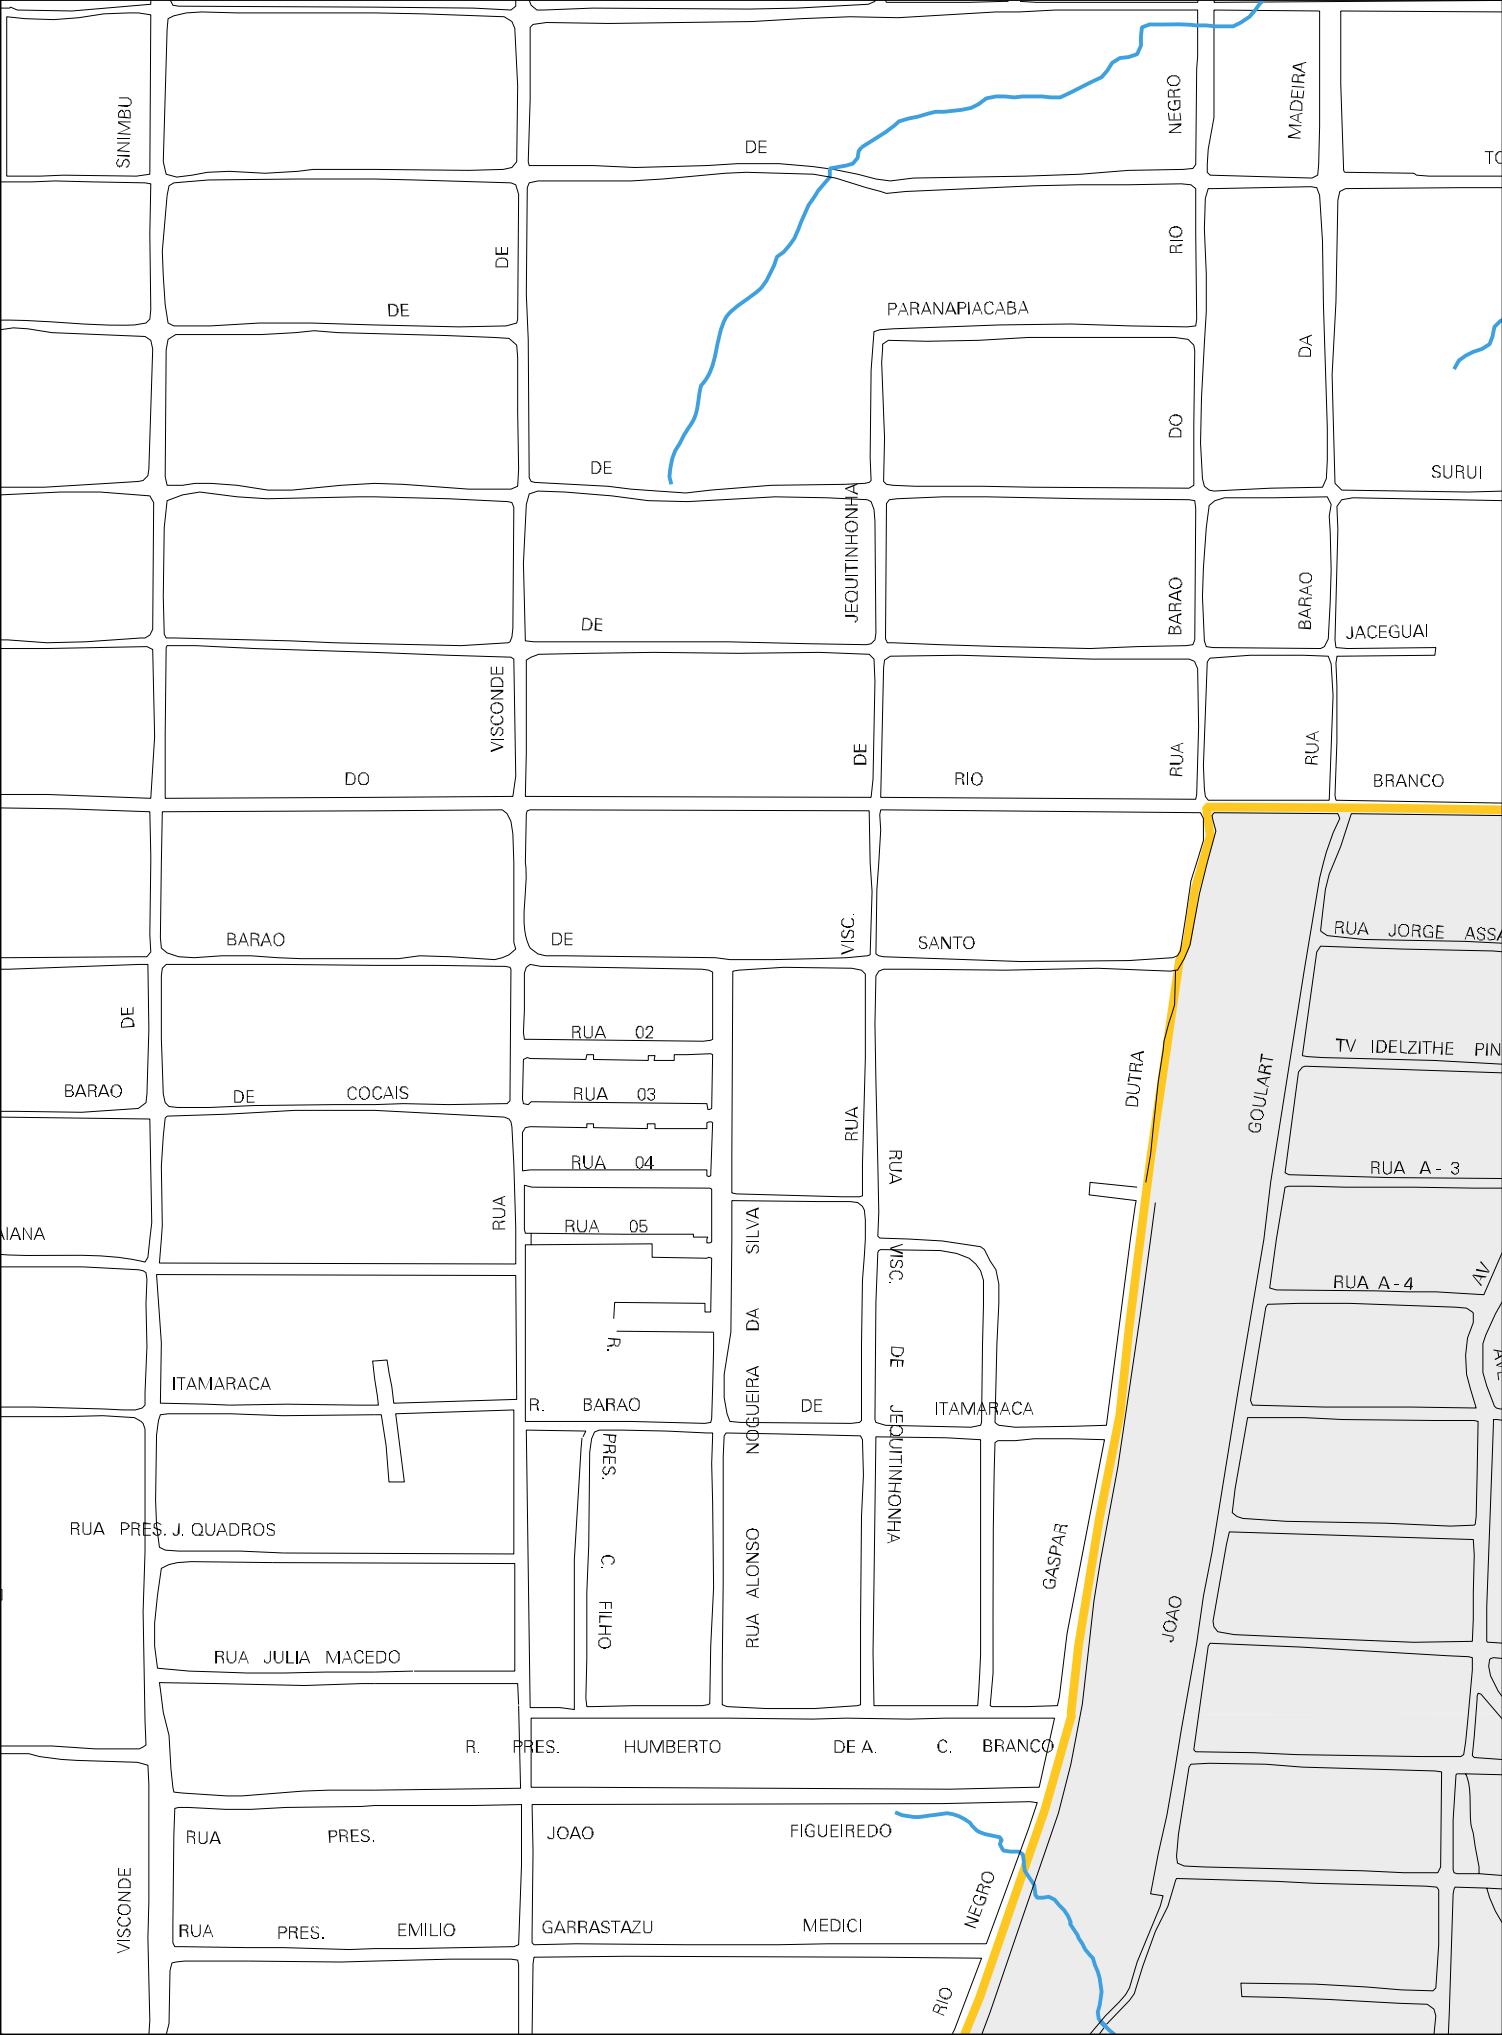 SINIMBU
DE
NEGRO
MADEIRA
DE
RIO
DE
PARANAPIACABA
DA
DO
DE
SURUI
JEQUITINHONHA
BARAO
BARAO
DE
JACEGUAI
VISCONDE
DE
RUA
RUA
DO
RIO
BRANCO
VISC.
BARAO
DE
SANTO
RUA JORGE
DE
RUA 02
TV IDELZITHE
DUTRA
GOULART
BARAO
DE COCAIS
RUA 03
RUA
RUA 04
RUA
RUA A-3
RUA
RUA 05
SILVA
VISC.
RUA A-4
AV
DA
R.
DE
ITAMARACA
R. BARAO
NOGUEIRA
DE
JEQUITINHONHA
ITAMARACA
PRES.
RUA PRES. J. QUADROS
C.
RUA ALONSO
GASPAR
FILHO
JOAO
RUA JULIA MACEDO
R. PRES. HUMBERTO DE A. C. BRANCO
RUA PRES. JOAO FIGUEIREDO
VISCONDE
NEGRO
RUA PRES. EMILIO GARRASTAZU MEDICI
RIO